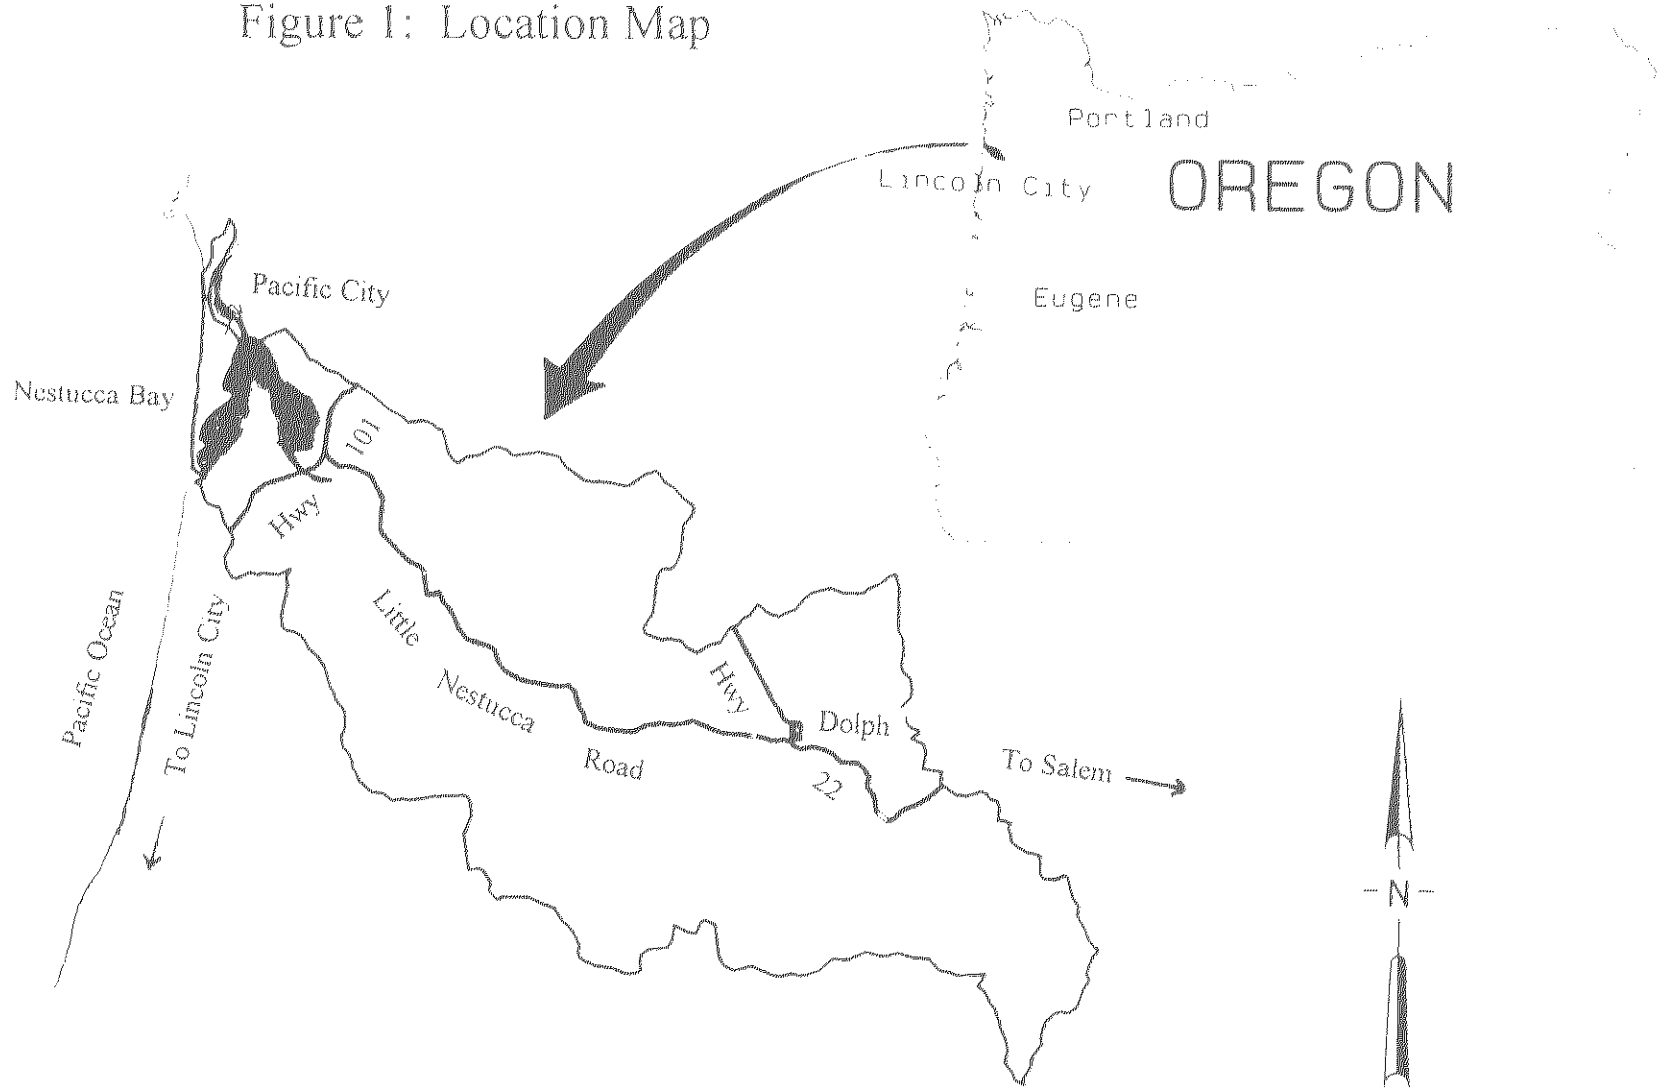 Figure 1: Location Map
Portland
Lincoln City
OREGON
Eugene
Pacific City
Nestucca Bay
101
Hwy
Little
Nestucca
Road
Hwy
22
Dolph
To Salem
Pacific Ocean
To Lincoln City
- N -